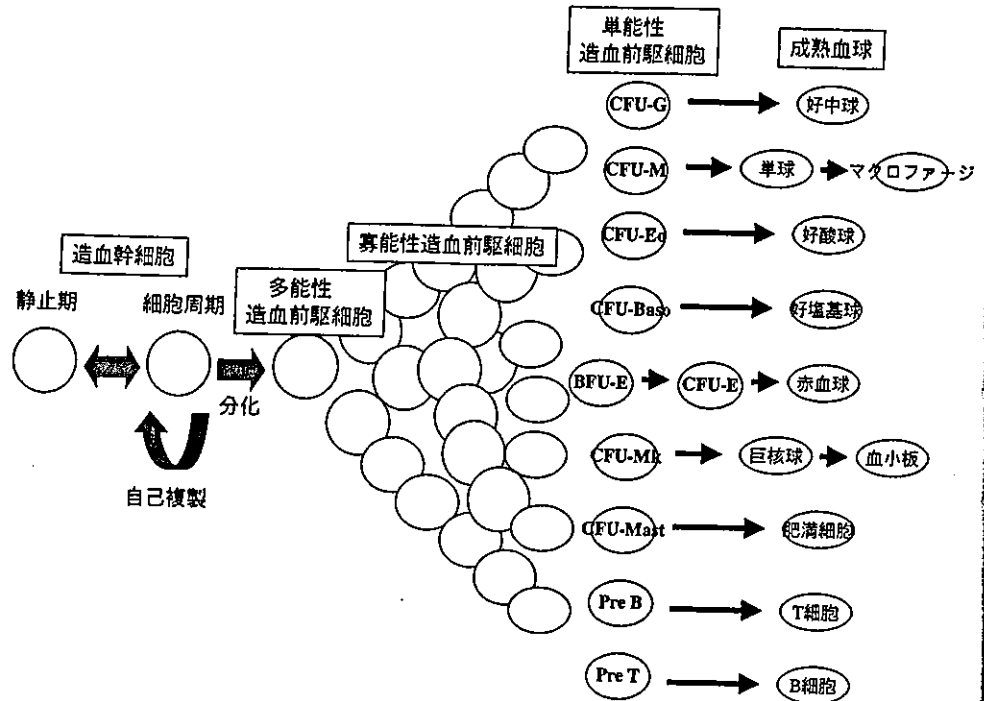 単能性
造血前駆細胞
成熟血球
CFU-G
好中球
CFU-M
単球
マクロファージ
寡能性造血前駆細胞
CFU-Eo
好酸球
造血幹細胞
静止期
細胞周期
多能性
造血前駆細胞
CFU-Baso
好塩基球
分化
BFU-E
CFU-E
赤血球
自己複製
CFU-Mk
巨核球
血小板
CFU-Mast
肥満細胞
Pre B
T細胞
Pre T
B細胞